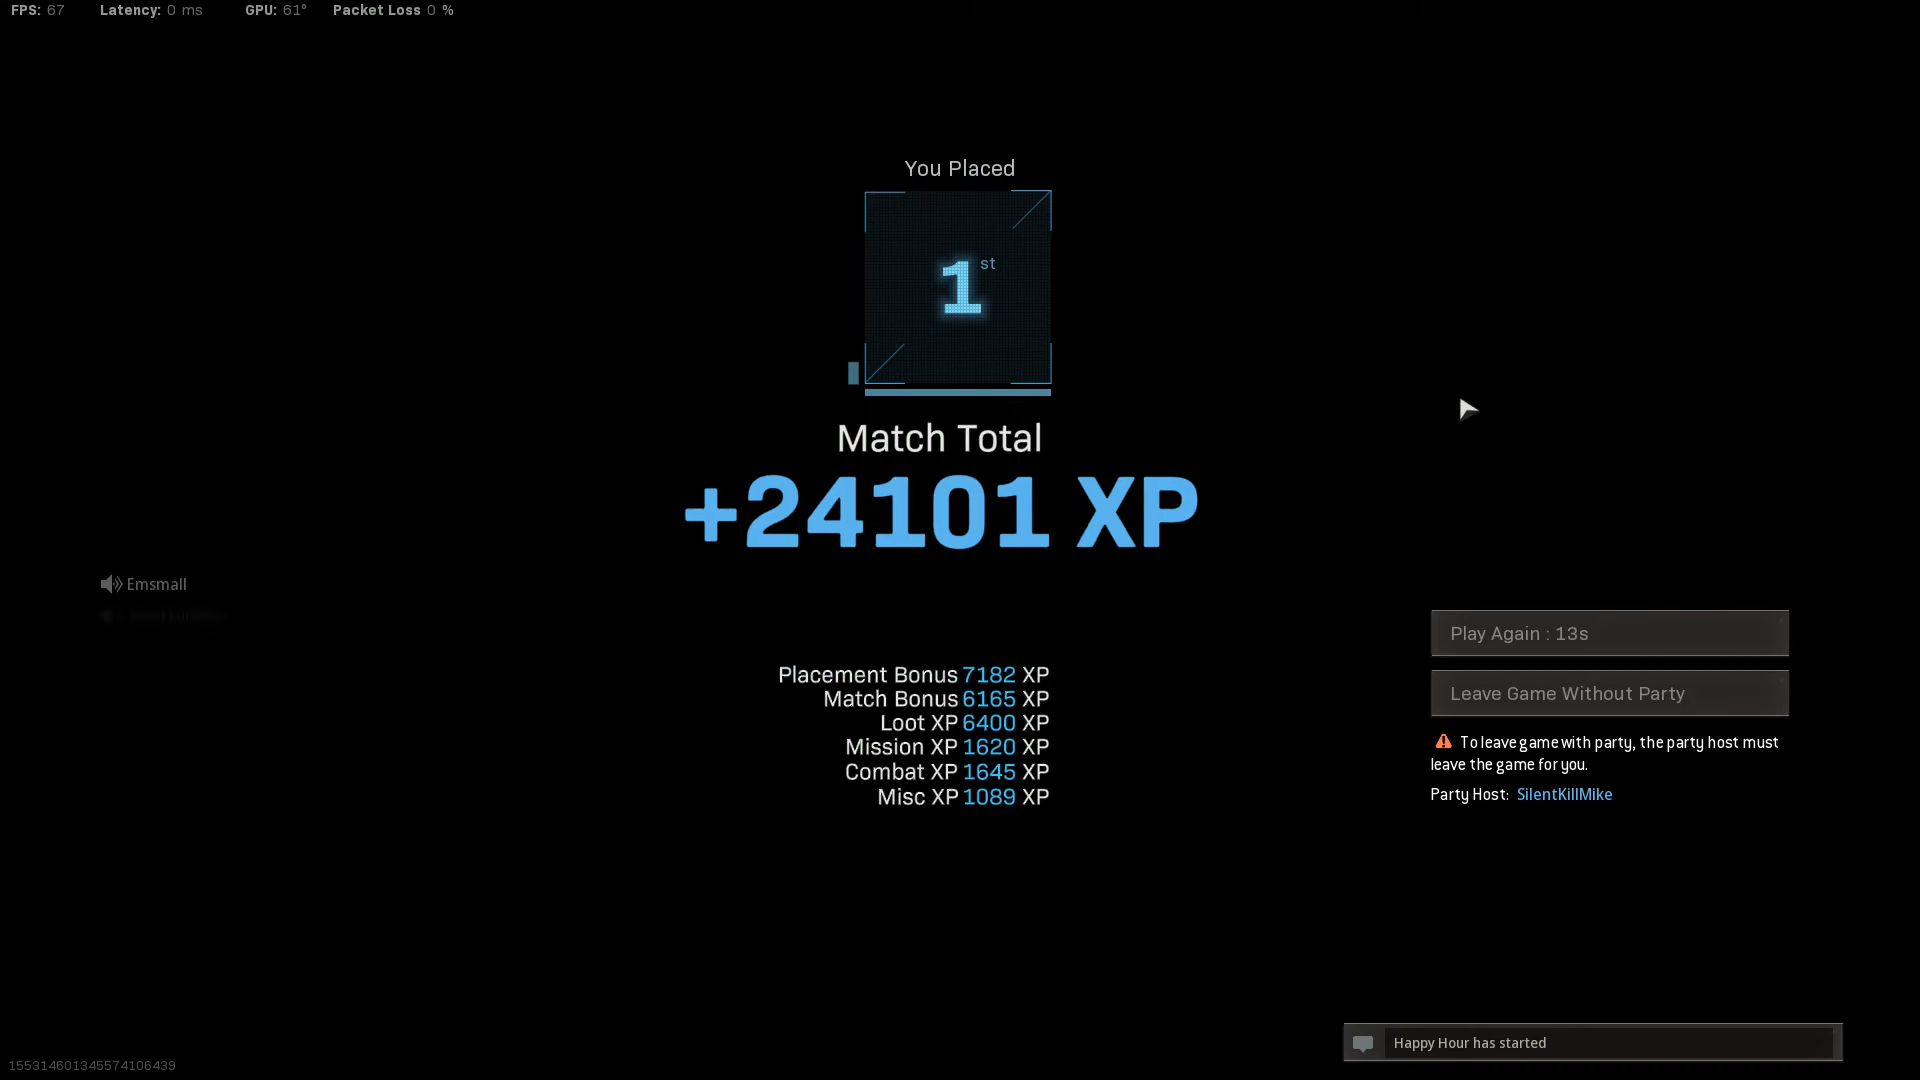 FPS: 67 Latency: 0 ms GPU: 61° Packet Loss 0 %
You Placed
1st
Match Total
+24101 XP
Emsmall
Placement Bonus 7182 XP
Match Bonus 6165 XP
Loot XP 6400 XP
Mission XP 1620 XP
Combat XP 1645 XP
Misc XP 1089 XP
Play Again : 13s
Leave Game Without Party
To leave game with party, the party host must
leave the game for you.
Party Host: SilentKillMike
Happy Hour has started
155314601345574106439